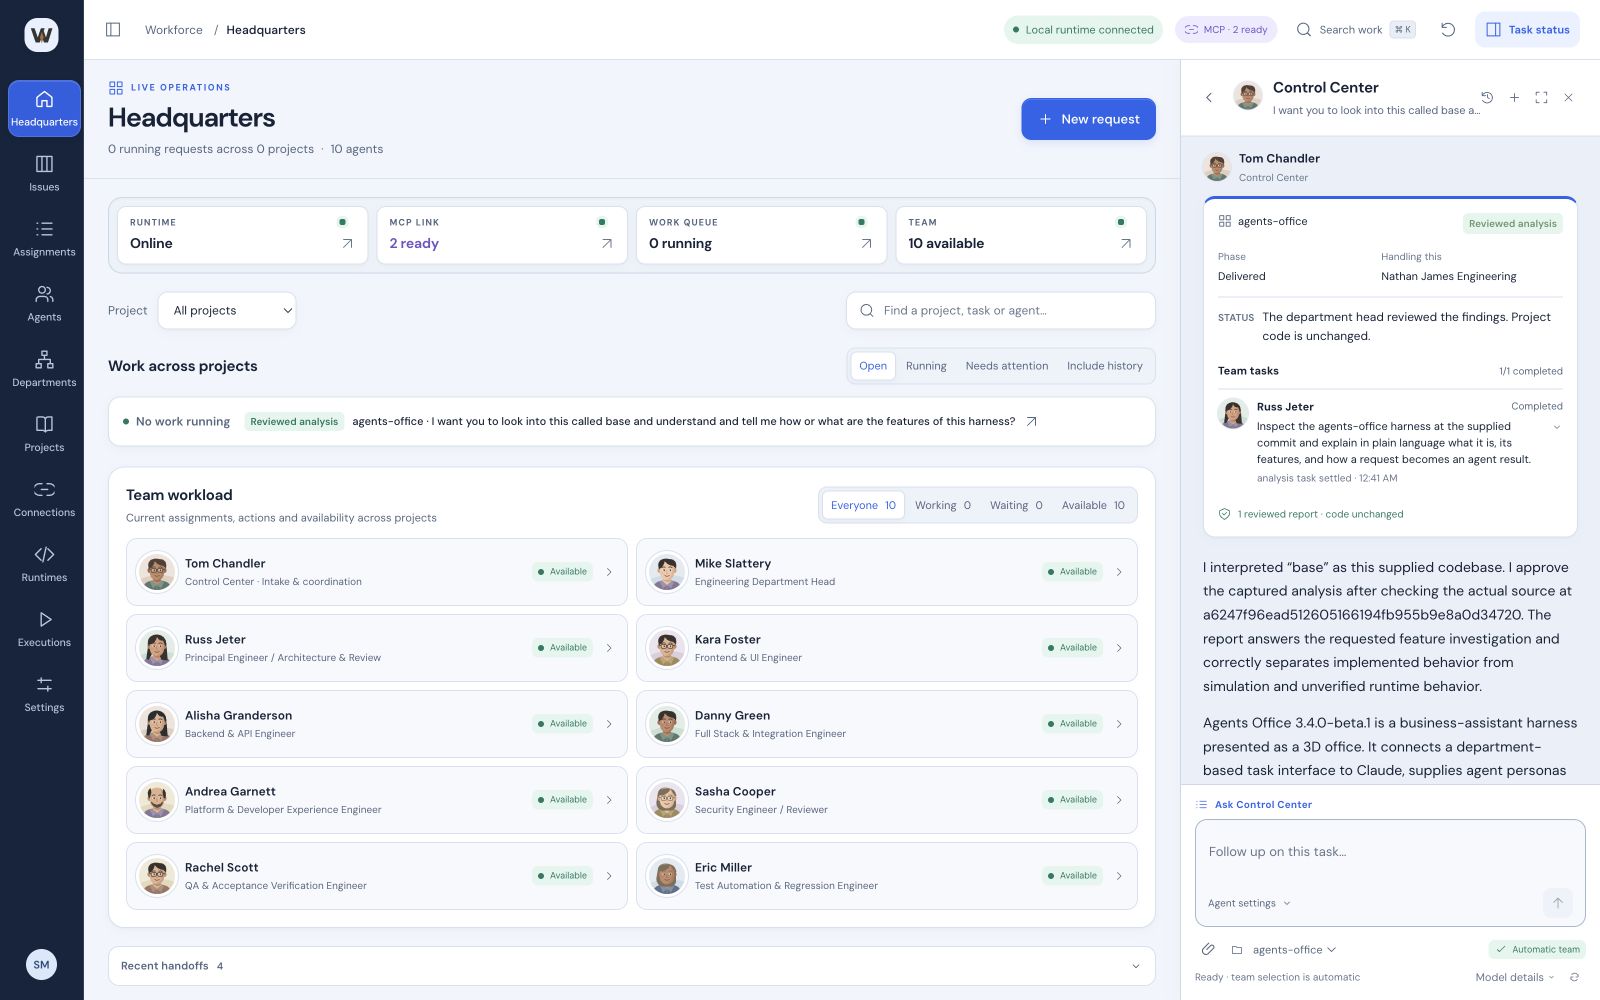 W
Headquarters
Issues
Assignments
Agents
Departments
Projects
Connections
Runtimes
Executions
Settings
SM
Workforce / Headquarters
Local runtime connected
MCP · 2 ready
Search work ⌘ K
Task status
LIVE OPERATIONS
Headquarters
0 running requests across 0 projects · 10 agents
New request
RUNTIME
Online
MCP LINK
2 ready
WORK QUEUE
0 running
TEAM
10 available
Project All projects
Find a project, task or agent...
Work across projects
Open Running Needs attention Include history
No work running Reviewed analysis agents-office · I want you to look into this called base and understand and tell me how or what are the features of this harness?
Team workload
Current assignments, actions and availability across projects
Everyone 10 Working 0 Waiting 0 Available 10
Tom Chandler
Control Center · Intake & coordination
Available
Mike Slattery
Engineering Department Head
Available
Russ Jeter
Principal Engineer / Architecture & Review
Available
Kara Foster
Frontend & UI Engineer
Available
Alisha Granderson
Backend & API Engineer
Available
Danny Green
Full Stack & Integration Engineer
Available
Andrea Garnett
Platform & Developer Experience Engineer
Available
Sasha Cooper
Security Engineer / Reviewer
Available
Rachel Scott
QA & Acceptance Verification Engineer
Available
Eric Miller
Test Automation & Regression Engineer
Available
Recent handoffs 4
Control Center
I want you to look into this called base a...
Tom Chandler
Control Center
agents-office
Reviewed analysis
Phase
Delivered
Handling this
Nathan James Engineering
STATUS The department head reviewed the findings. Project
code is unchanged.
Team tasks 1/1 completed
Russ Jeter Completed
Inspect the agents-office harness at the supplied
commit and explain in plain language what it is, its
features, and how a request becomes an agent result.
analysis task settled · 12:41 AM
1 reviewed report · code unchanged
I interpreted “base” as this supplied codebase. I approve
the captured analysis after checking the actual source at
a6247f96ead512605166194fb955b9e8a0d34720. The
report answers the requested feature investigation and
correctly separates implemented behavior from
simulation and unverified runtime behavior.
Agents Office 3.4.0-beta.1 is a business-assistant harness
presented as a 3D office. It connects a department-
based task interface to Claude, supplies agent personas
Ask Control Center
Follow up on this task...
Agent settings
agents-office
Automatic team
Ready · team selection is automatic
Model details